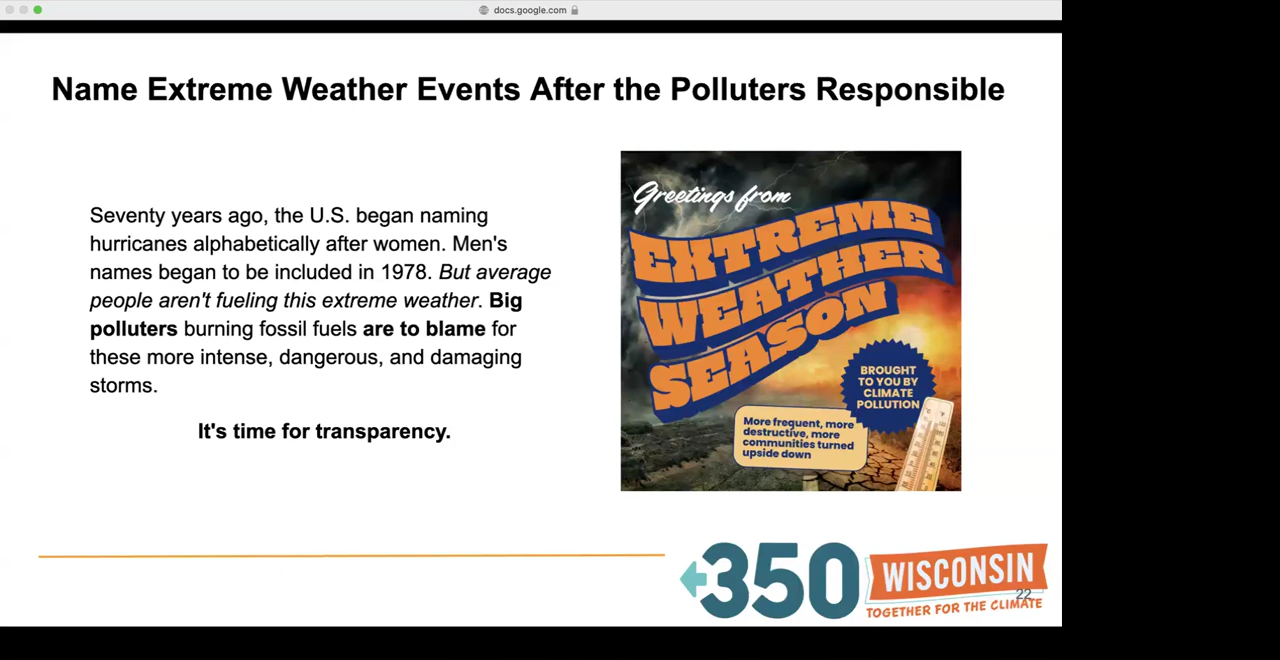 docs.google.com
Name Extreme Weather Events After the Polluters Responsible
Seventy years ago, the U.S. began naming
hurricanes alphabetically after women. Men's
names began to be included in 1978. But average
people aren't fueling this extreme weather. Big
polluters burning fossil fuels are to blame for
these more intense, dangerous, and damaging
storms.
It's time for transparency.
Greetings from
EXTREME
WEATHER
SEASON
BROUGHT
TO YOU BY
CLIMATE
POLLUTION
More frequent, more
destructive, more
communities turned
upside down
350 WISCONSIN
TOGETHER FOR THE CLIMATE
22